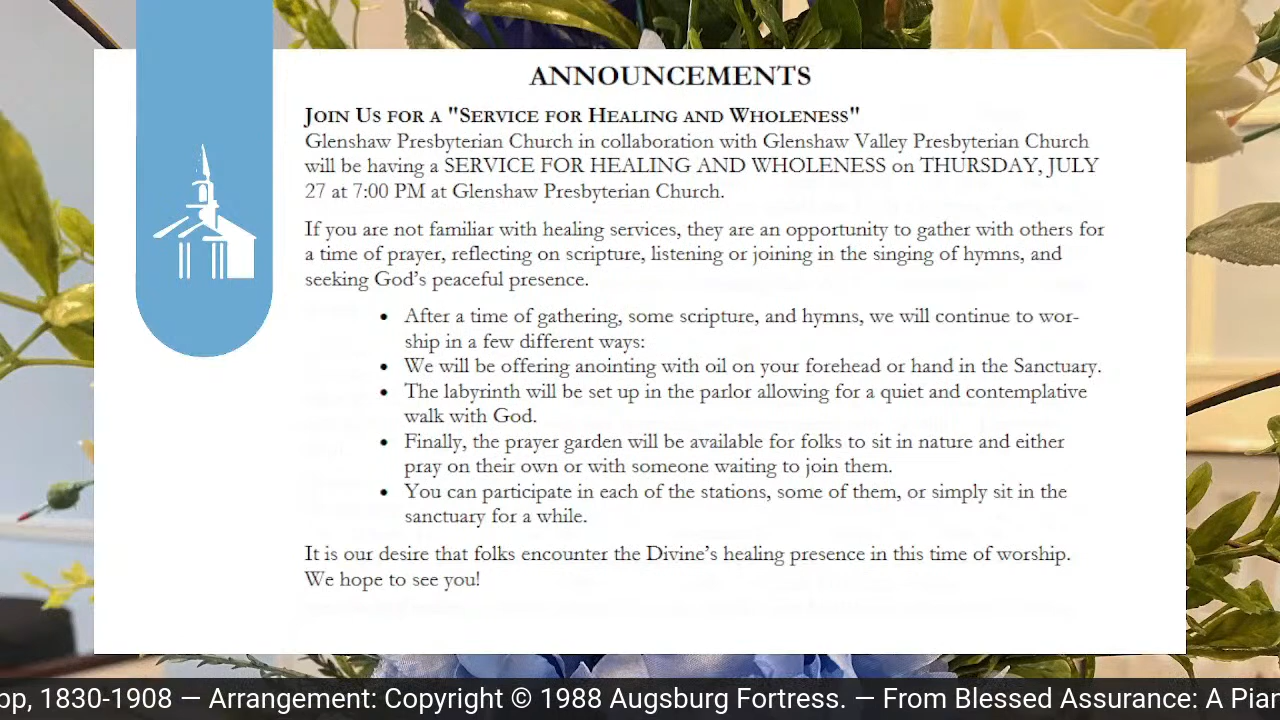 ANNOUNCEMENTS
JOIN US FOR A "SERVICE FOR HEALING AND WHOLENESS"
Glenshaw Presbyterian Church in collaboration with Glenshaw Valley Presbyterian Church
will be having a SERVICE FOR HEALING AND WHOLENESS on THURSDAY, JULY
27 at 7:00 PM at Glenshaw Presbyterian Church.
If you are not familiar with healing services, they are an opportunity to gather with others for
a time of prayer, reflecting on scripture, listening or joining in the singing of hymns, and
seeking God’s peaceful presence.
• After a time of gathering, some scripture, and hymns, we will continue to wor-
ship in a few different ways:
• We will be offering anointing with oil on your forehead or hand in the Sanctuary.
• The labyrinth will be set up in the parlor allowing for a quiet and contemplative
walk with God.
• Finally, the prayer garden will be available for folks to sit in nature and either
pray on their own or with someone waiting to join them.
• You can participate in each of the stations, some of them, or simply sit in the
sanctuary for a while.
It is our desire that folks encounter the Divine’s healing presence in this time of worship.
We hope to see you!
1830-1908 — Arrangement: Copyright © 1988 Augsburg Fortress. — From Blessed Assurance: A